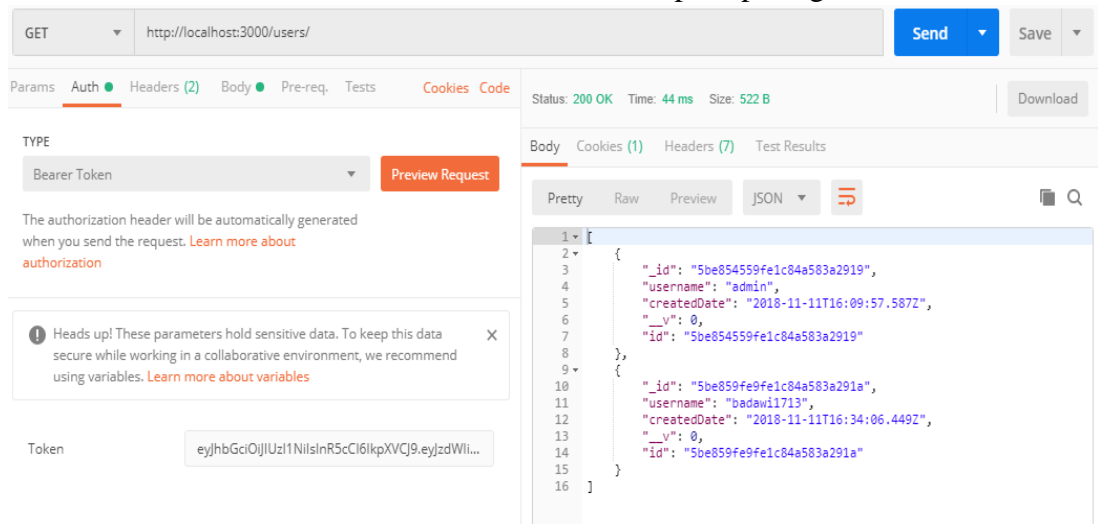 GET http://localhost:3000/users/ Send Save
Params Auth Headers (2) Body Pre-req. Tests Cookies Code
TYPE
Bearer Token Preview Request
The authorization header will be automatically generated
when you send the request. Learn more about
authorization
Heads up! These parameters hold sensitive data. To keep this data
secure while working in a collaborative environment, we recommend
using variables. Learn more about variables
Token
Status: 200 OK Time: 44 ms Size: 522 B Download
Body Cookies (1) Headers (7) Test Results
Pretty Raw Preview JSON
1 [
2 {
3 "_id": "5be854559fe1c84a583a2919",
4 "username": "admin",
5 "createdDate": "2018-11-11T16:09:57.587Z",
6 "__v": 0,
7 "id": "5be854559fe1c84a583a2919"
8 },
9 {
10 "_id": "5be859fe9fe1c84a583a291a",
11 "username": "badawi1713",
12 "createdDate": "2018-11-11T16:34:06.449Z",
13 "__v": 0,
14 "id": "5be859fe9fe1c84a583a291a"
15 }
16 ]